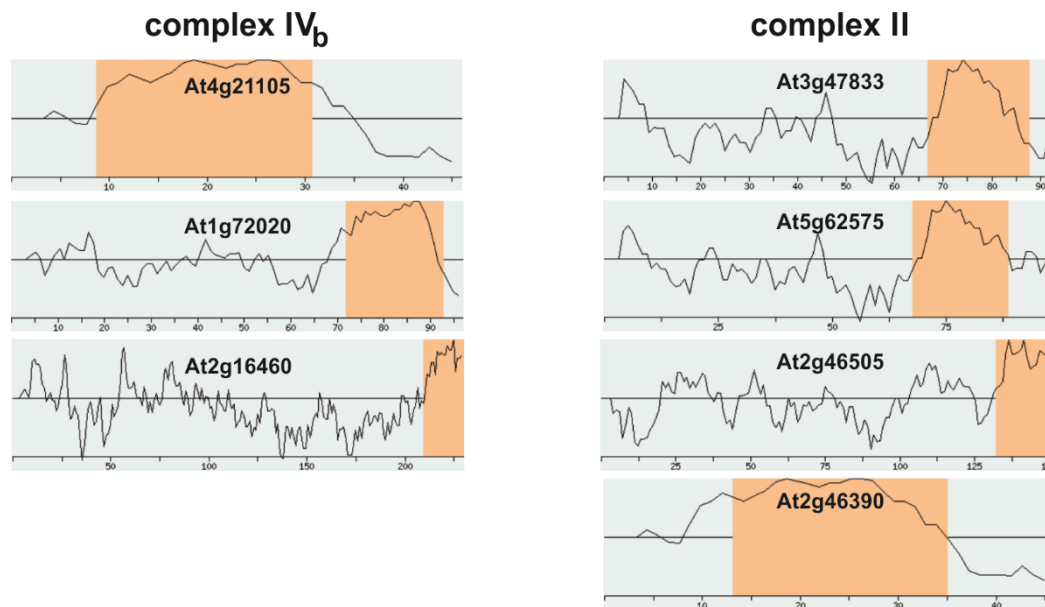 complex IVb
At4g21105
10 20 30 40
At1g72020
10 20 30 40 50 60 70 80 90
At2g16460
50 100 150 200
complex II
At3g47833
10 20 30 40 50 60 70 80 90
At5g62575
25 50 75
At2g46505
25 50 75 100 125
At2g46390
10 20 30 40